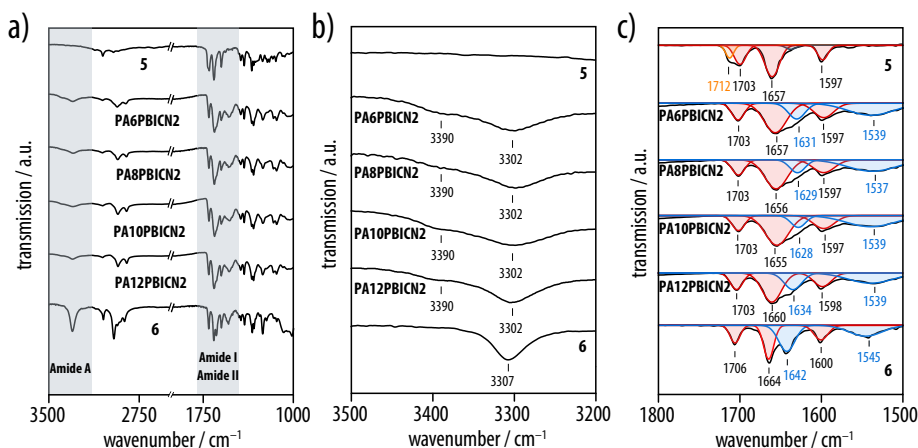 a)
transmission / a.u.
5
PA6PBICN2
PA8PBICN2
PA10PBICN2
PA12PBICN2
6
Amide A
Amide I
Amide II
3500 2750 1750 1000
wavenumber / cm⁻¹
b)
transmission / a.u.
5
PA6PBICN2
3390
3302
PA8PBICN2
3390
3302
PA10PBICN2
3390
3302
PA12PBICN2
3390
3302
6
3307
3500 3400 3300 3200
wavenumber / cm⁻¹
c)
transmission / a.u.
5
1712 1703 1657 1597
PA6PBICN2
1703 1657 1631 1597 1539
PA8PBICN2
1703 1656 1629 1597 1537
PA10PBICN2
1703 1655 1628 1597 1539
PA12PBICN2
1703 1660 1634 1598 1539
1706 1664 1642 1600 1545
6
1800 1700 1600 1500
wavenumber / cm⁻¹